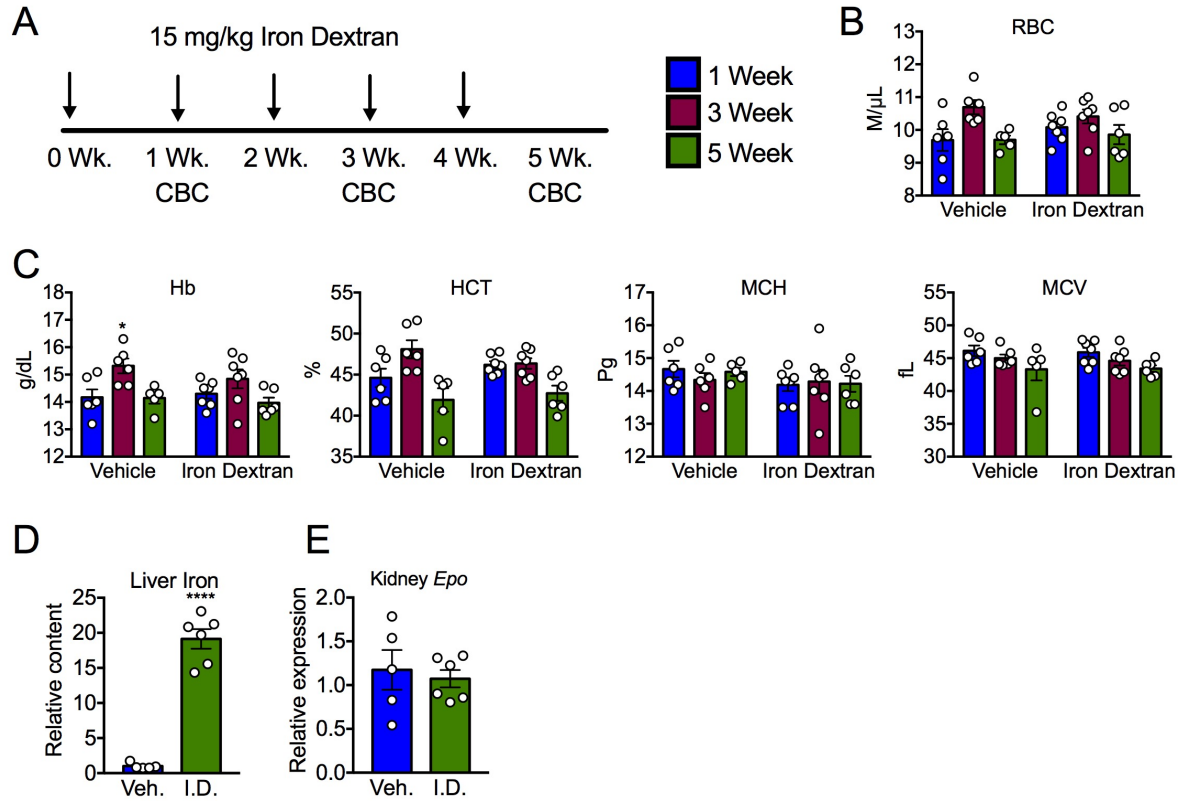 A
15 mg/kg Iron Dextran
0 Wk. 1 Wk. 2 Wk. 3 Wk. 4 Wk. 5 Wk.
CBC CBC CBC
1 Week
3 Week
5 Week
B
RBC
M/µL
13
12
11
10
9
8
Vehicle Iron Dextran
C
Hb
g/dL
18
17
16
15
14
13
12
*
Vehicle Iron Dextran
HCT
%
55
50
45
40
35
Vehicle Iron Dextran
MCH
Pg
17
16
15
14
13
12
Vehicle Iron Dextran
MCV
fL
55
50
45
40
35
30
Vehicle Iron Dextran
D
Liver Iron
****
Relative content
25
20
15
10
5
0
Veh. I.D.
E
Kidney Epo
Relative expression
2.0
1.5
1.0
0.5
0.0
Veh. I.D.